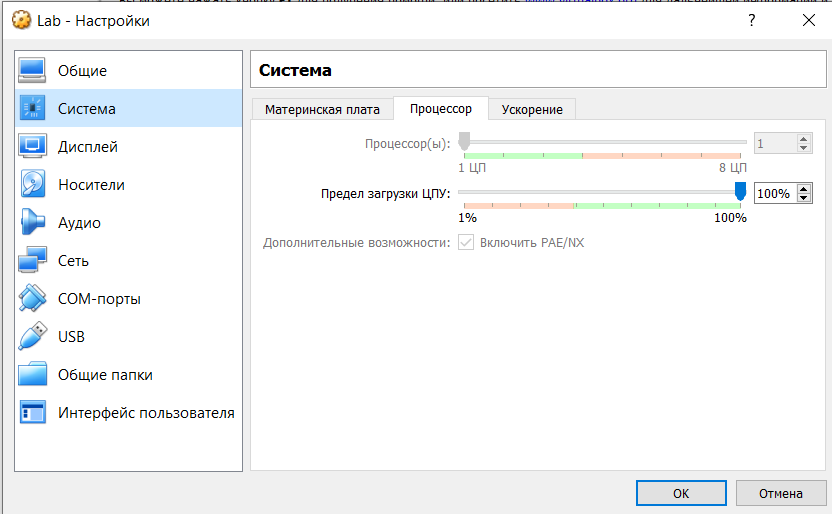 Lab - Настройки
?
Общие
Система
Дисплей
Носители
Аудио
Сеть
COM-порты
USB
Общие папки
Интерфейс пользователя
Система
Материнская плата Процессор Ускорение
Процессор(ы): 1
1 ЦП 8 ЦП
Предел загрузки ЦПУ: 100%
1% 100%
Дополнительные возможности: Включить PAE/NX
OK Отмена